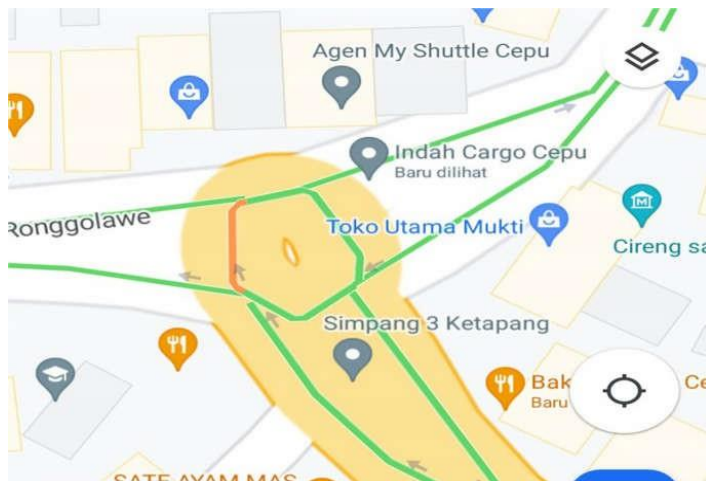 Agen My Shuttle Cepu
Indah Cargo Cepu
Baru dilihat
Ronggolawe
Toko Utama Mukti
Cireng sa
Simpang 3 Ketapang
Bak
Baru
Ce
SATE AYAM MAS